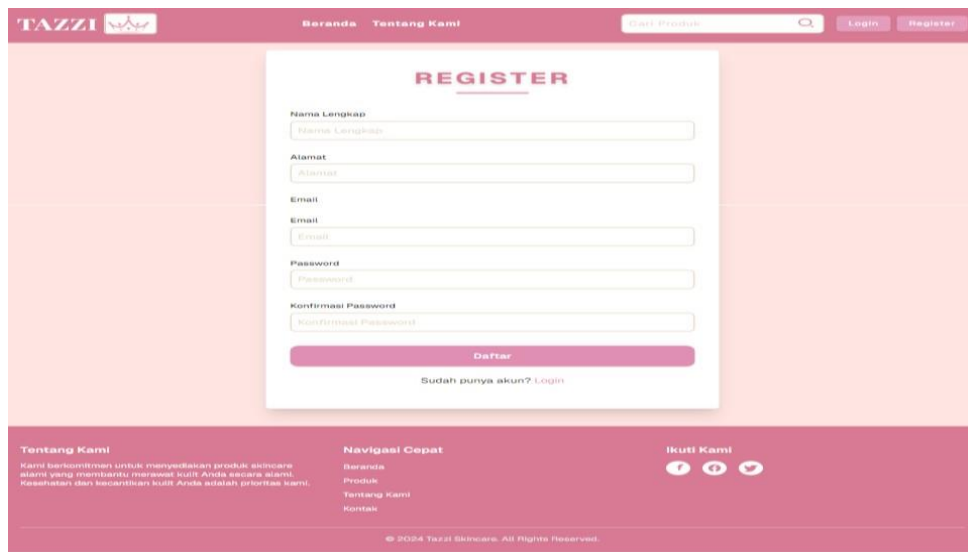 TAZZI
Beranda Tentang Kami
Cari Produk
Login Register
REGISTER
Nama Lengkap
Nama Lengkap
Alamat
Alamat
Email
Email
Email
Password
Password
Konfirmasi Password
Konfirmasi Password
Daftar
Sudah punya akun? Login
Tentang Kami
Kami berkomitmen untuk menyediakan produk skincare
alami yang membantu merawat kulit Anda secara alami.
Kesehatan dan kecantikan kulit Anda adalah prioritas kami.
Navigasi Cepat
Beranda
Produk
Tentang Kami
Kontak
Ikuti Kami
© 2024 Tazzi Skincare. All Rights Reserved.